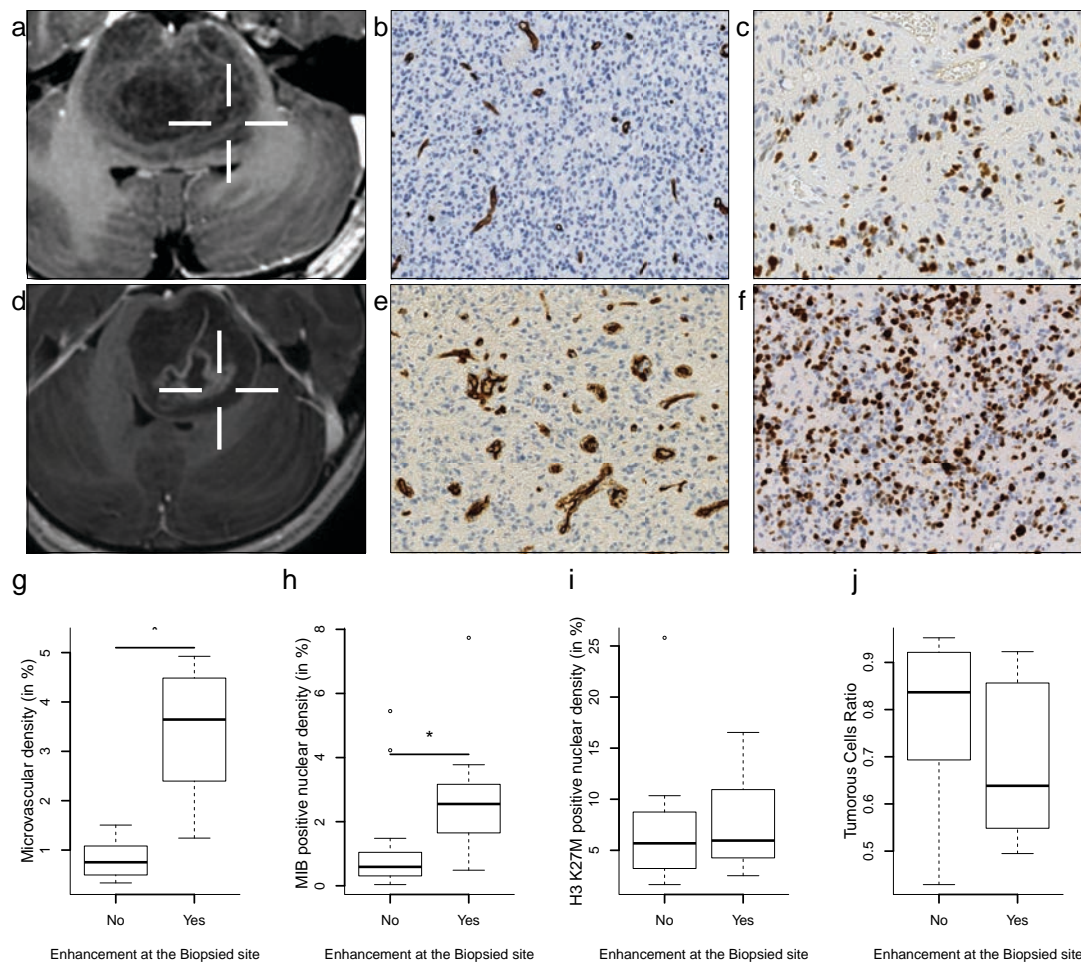 a
b
c
d
e
f
g
h
i
j
Microvascular density (in %)
1 2 3 4 5
No Yes
Enhancement at the Biopsied site
MIB positive nuclear density (in %)
0 2 4 6 8
*
No Yes
Enhancement at the Biopsied site
H3 K27M positive nuclear density (in %)
5 10 15 20 25
No Yes
Enhancement at the Biopsied site
Tumorous Cells Ratio
0.5 0.6 0.7 0.8 0.9
No Yes
Enhancement at the Biopsied site